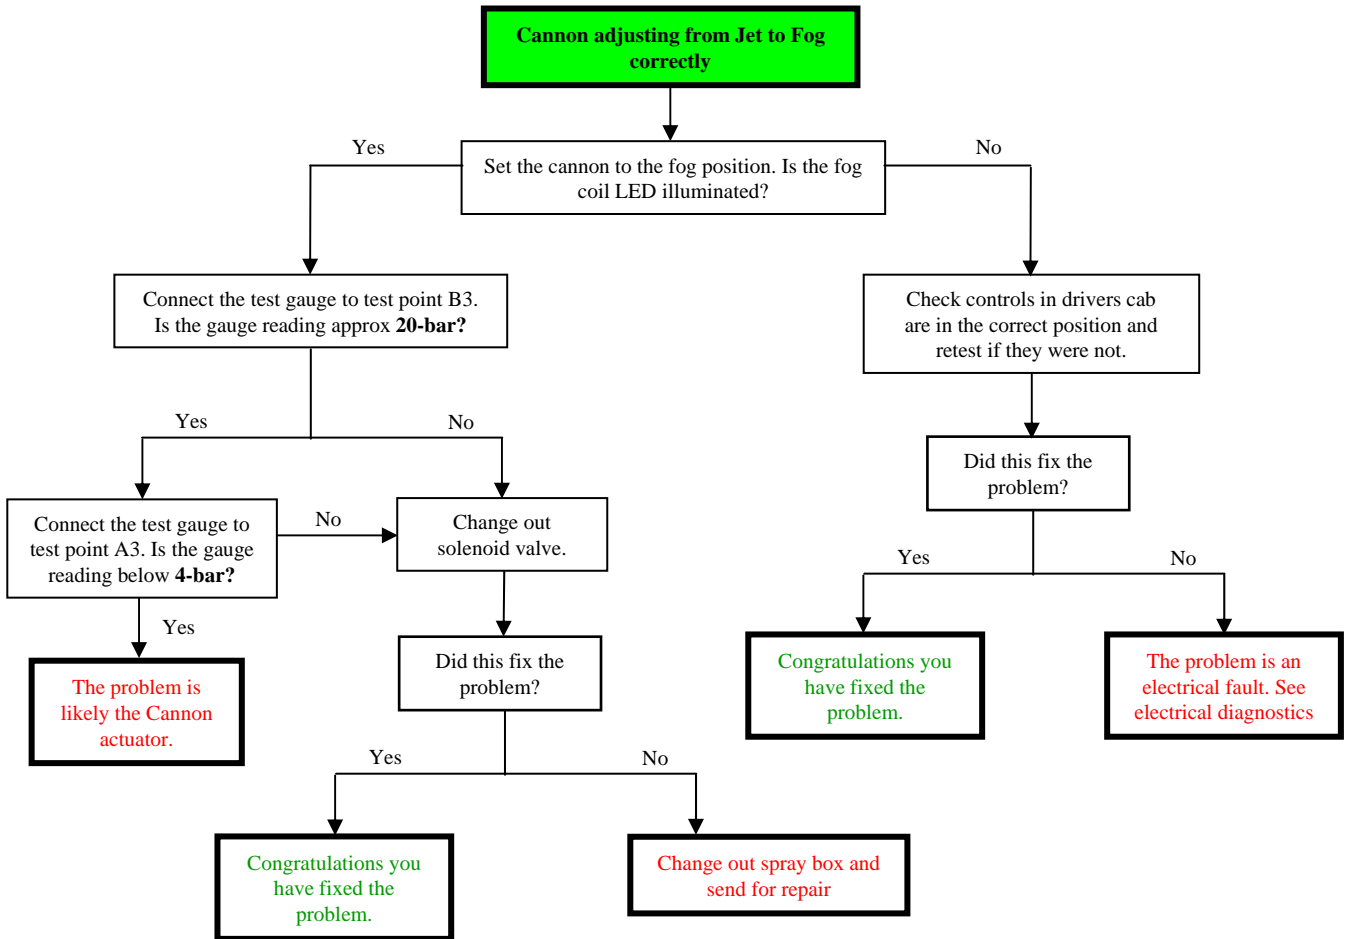 Cannon adjusting from Jet to Fog
correctly
Yes
No
Set the cannon to the fog position. Is the fog
coil LED illuminated?
Connect the test gauge to test point B3.
Is the gauge reading approx 20-bar?
Check controls in drivers cab
are in the correct position and
retest if they were not.
Yes
No
Did this fix the
problem?
Connect the test gauge to
test point A3. Is the gauge
reading below 4-bar?
No
Change out
solenoid valve.
Yes
No
Yes
The problem is
likely the Cannon
actuator.
Did this fix the
problem?
Congratulations you
have fixed the
problem.
The problem is an
electrical fault. See
electrical diagnostics
Yes
No
Congratulations you
have fixed the
problem.
Change out spray box and
send for repair